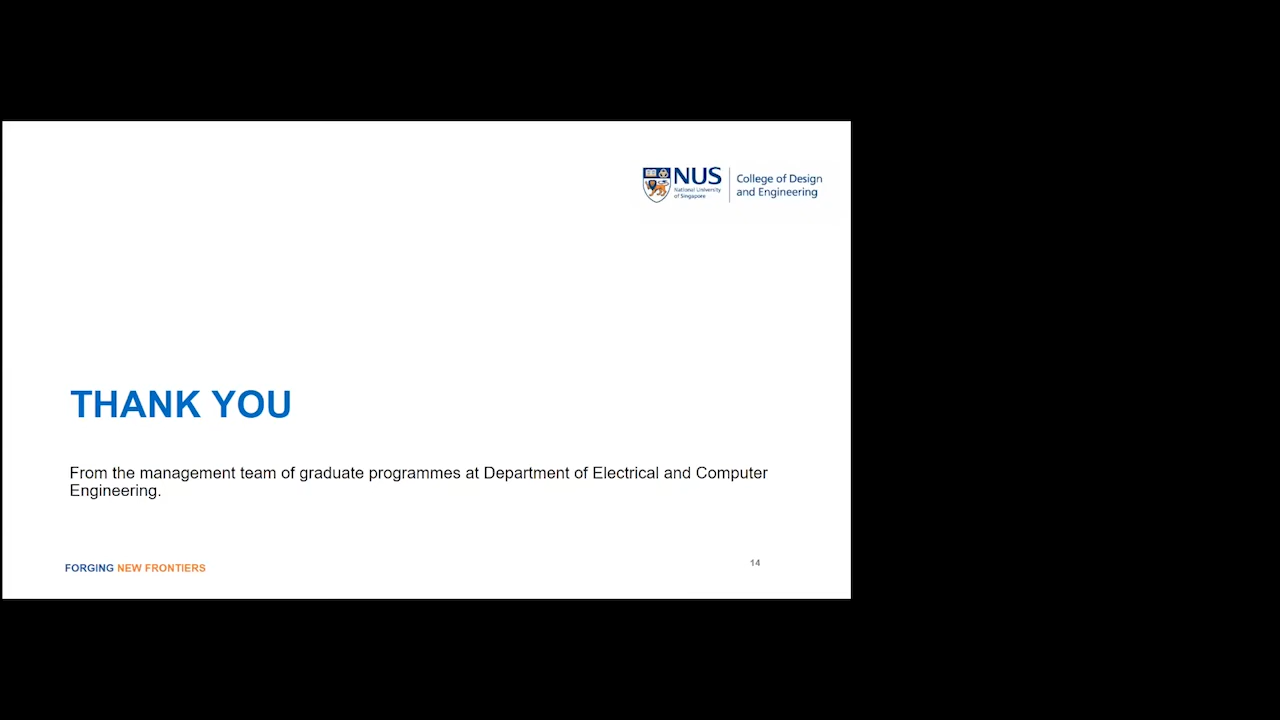 NUS
National University
of Singapore
College of Design
and Engineering
THANK YOU
From the management team of graduate programmes at Department of Electrical and Computer
Engineering.
FORGING NEW FRONTIERS
14